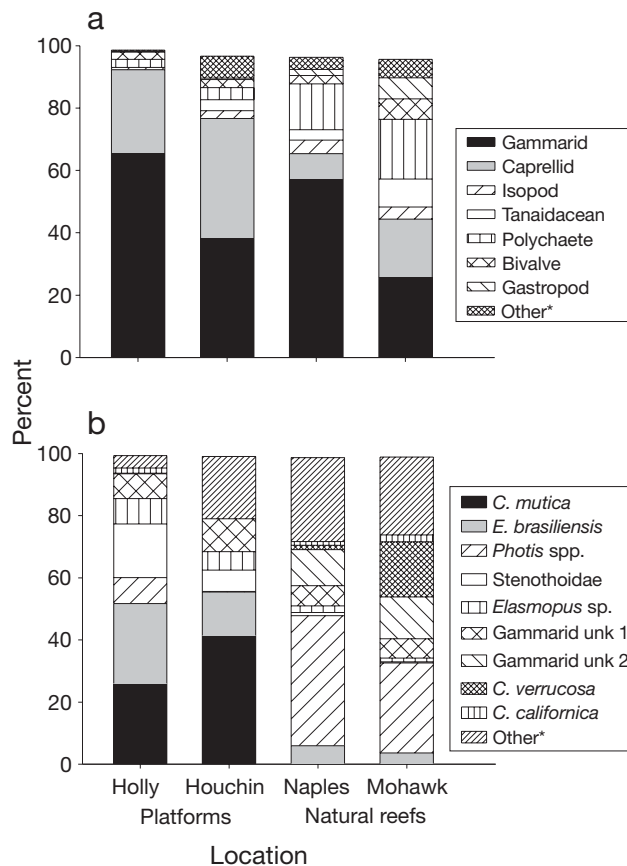 a
100
80
60
40
20
0
Gammarid
Caprellid
Isopod
Tanaidacean
Polychaete
Bivalve
Gastropod
Other*
Percent
b
100
80
60
40
20
0
C. mutica
E. brasiliensis
Photis spp.
Stenothoidae
Elasmopus sp.
Gammarid unk 1
Gammarid unk 2
C. verrucosa
C. californica
Other*
Holly Houchin Naples Mohawk
Platforms Natural reefs
Location